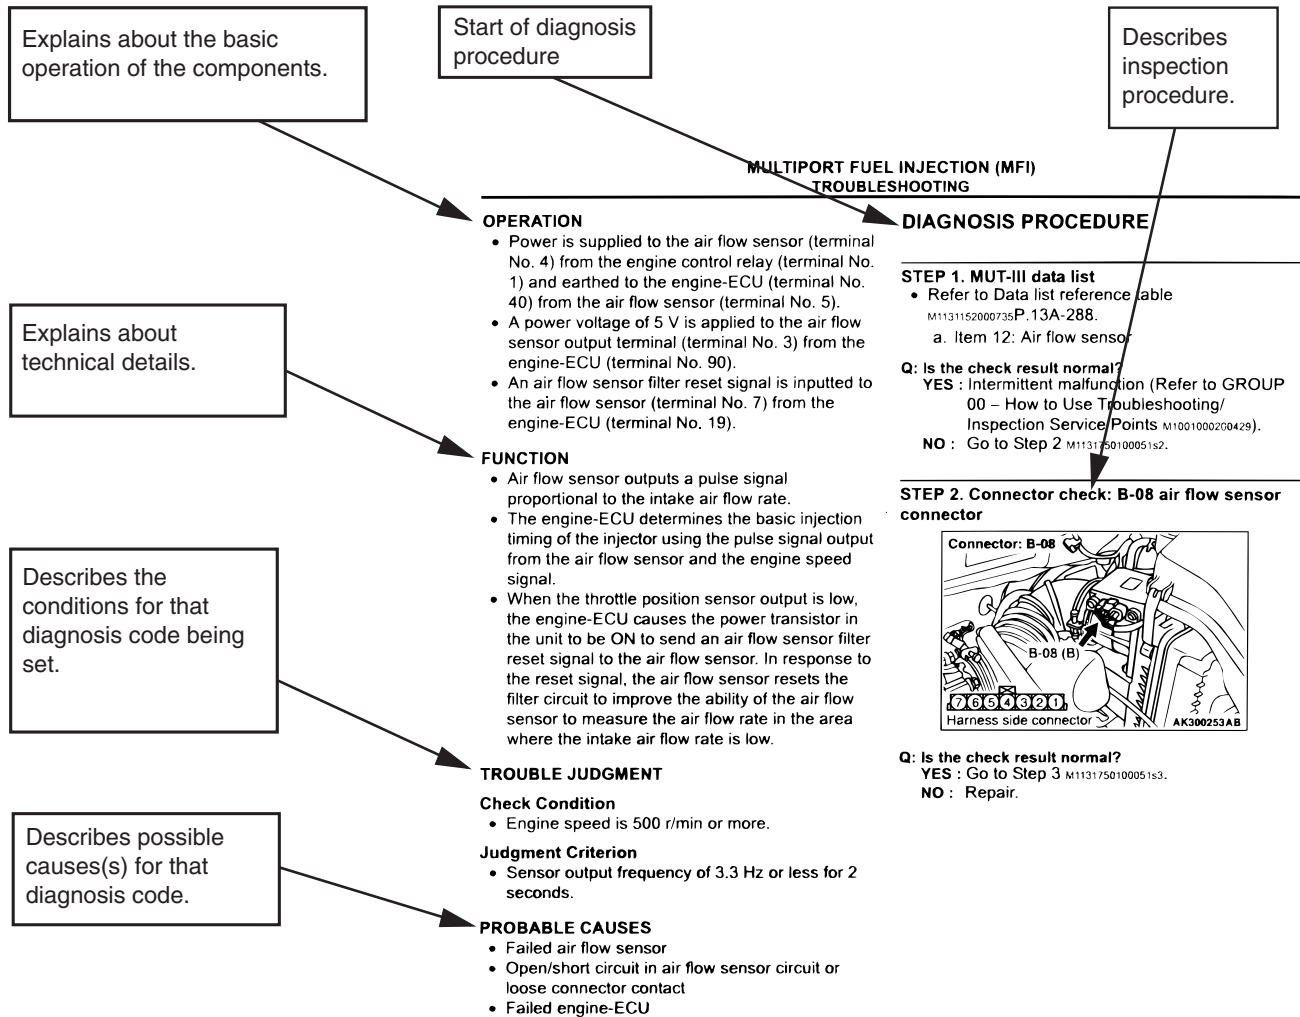 Explains about the basic
operation of the components.
Start of diagnosis
procedure
Describes
inspection
procedure.
MULTIPORT FUEL INJECTION (MFI)
TROUBLESHOOTING
OPERATION
• Power is supplied to the air flow sensor (terminal
No. 4) from the engine control relay (terminal No.
1) and earthed to the engine-ECU (terminal No.
40) from the air flow sensor (terminal No. 5).
• A power voltage of 5 V is applied to the air flow
sensor output terminal (terminal No. 3) from the
engine-ECU (terminal No. 90).
• An air flow sensor filter reset signal is inputted to
the air flow sensor (terminal No. 7) from the
engine-ECU (terminal No. 19).
Explains about
technical details.
FUNCTION
• Air flow sensor outputs a pulse signal
proportional to the intake air flow rate.
• The engine-ECU determines the basic injection
timing of the injector using the pulse signal output
from the air flow sensor and the engine speed
signal.
• When the throttle position sensor output is low,
the engine-ECU causes the power transistor in
the unit to be ON to send an air flow sensor filter
reset signal to the air flow sensor. In response to
the reset signal, the air flow sensor resets the
filter circuit to improve the ability of the air flow
sensor to measure the air flow rate in the area
where the intake air flow rate is low.
Describes the
conditions for that
diagnosis code being
set.
TROUBLE JUDGMENT
Check Condition
• Engine speed is 500 r/min or more.
Judgment Criterion
• Sensor output frequency of 3.3 Hz or less for 2
seconds.
Describes possible
causes(s) for that
diagnosis code.
PROBABLE CAUSES
• Failed air flow sensor
• Open/short circuit in air flow sensor circuit or
loose connector contact
• Failed engine-ECU
DIAGNOSIS PROCEDURE
STEP 1. MUT-III data list
• Refer to Data list reference table
M1131152000735P.13A-288.
a. Item 12: Air flow sensor
Q: Is the check result normal?
YES : Intermittent malfunction (Refer to GROUP
00 – How to Use Troubleshooting/
Inspection Service Points M1001000200429).
NO : Go to Step 2 M1131750100051s2.
STEP 2. Connector check: B-08 air flow sensor
connector
Connector: B-08
B-08 (B)
7 6 5 4 3 2 1
Harness side connector
AK300253AB
Q: Is the check result normal?
YES : Go to Step 3 M1131750100051s3.
NO : Repair.